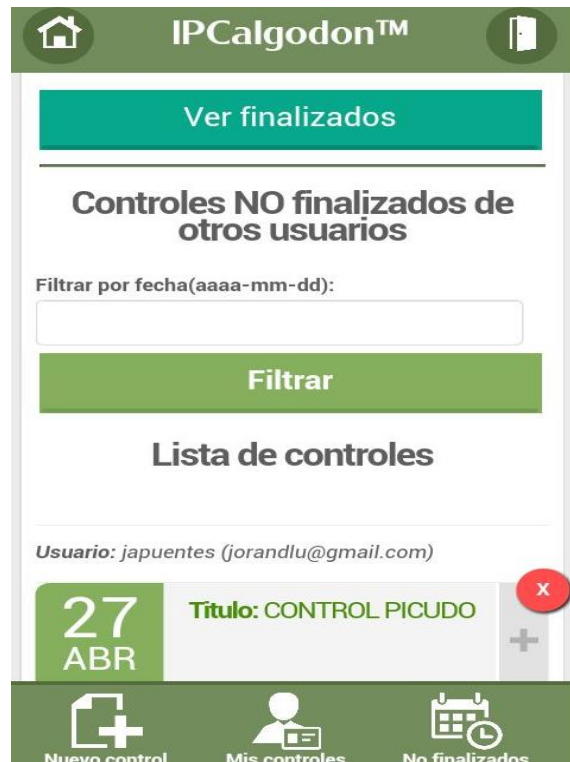 IPCalgodon™
Ver finalizados
Controles NO finalizados de
otros usuarios
Filtrar por fecha(aaaa-mm-dd):
Filtrar
Lista de controles
Usuario: japuentes (jorandlu@gmail.com)
x
27
ABR
Titulo: CONTROL PICUDO
+
Nuevo control
Mis controles
No finalizados